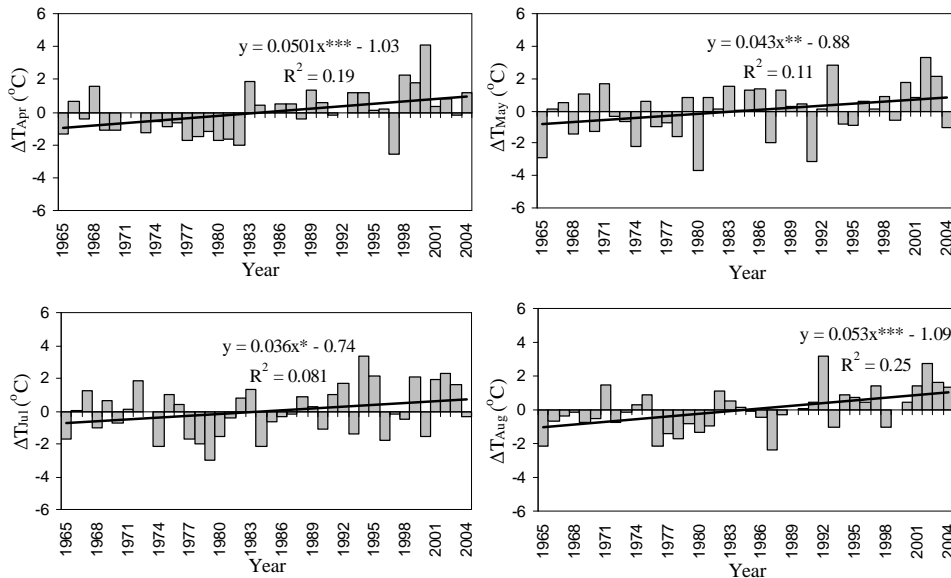 y = 0.0501x*** - 1.03
R² = 0.19
ΔT_Apr (°C)
6
4
2
0
-2
-4
-6
1965 1968 1971 1974 1977 1980 1983 1986 1989 1992 1995 1998 2001 2004
Year
y = 0.043x** - 0.88
R² = 0.11
ΔT_May (°C)
6
4
2
0
-2
-4
-6
1965 1968 1971 1974 1977 1980 1983 1986 1989 1992 1995 1998 2001 2004
Year
y = 0.036x* - 0.74
R² = 0.081
ΔT_Jul (°C)
6
4
2
0
-2
-4
-6
1965 1968 1971 1974 1977 1980 1983 1986 1989 1992 1995 1998 2001 2004
Year
y = 0.053x*** - 1.09
R² = 0.25
ΔT_Aug (°C)
6
4
2
0
-2
-4
-6
1965 1968 1971 1974 1977 1980 1983 1986 1989 1992 1995 1998 2001 2004
Year